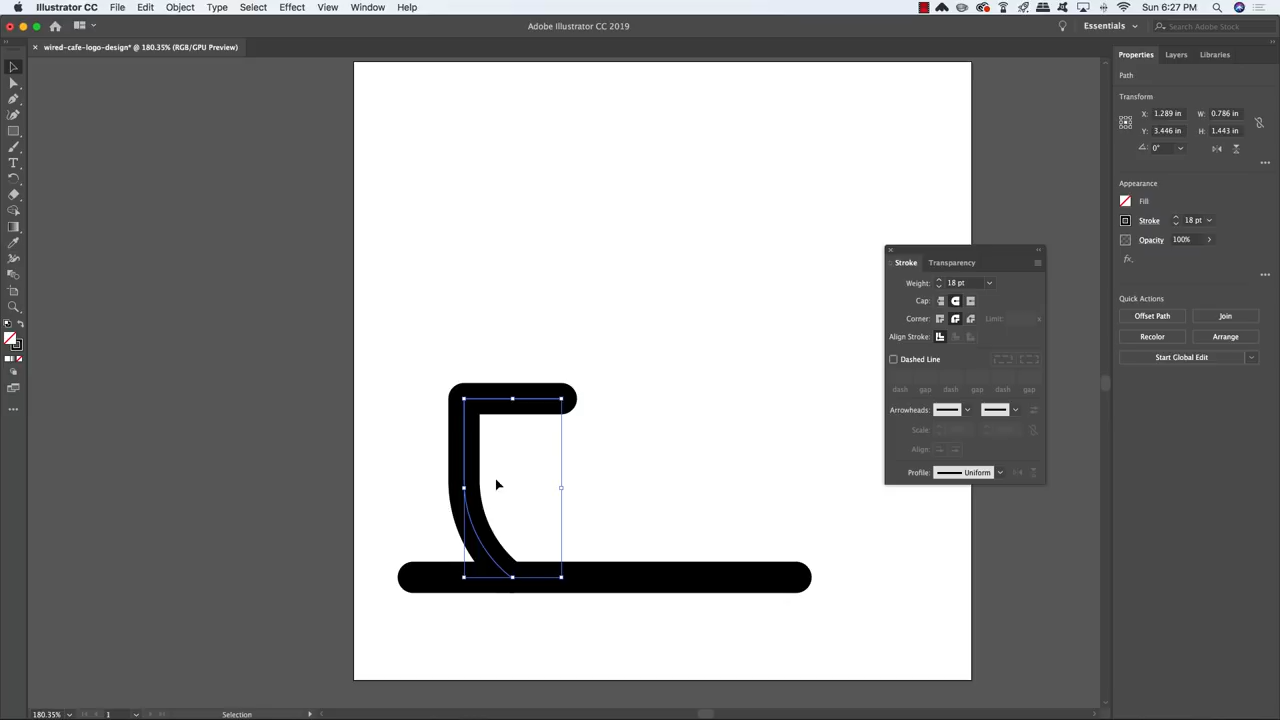 Illustrator CC File Edit Object Type Select Effect View Window Help Sun 6:27 PM
Adobe Illustrator CC 2019
Essentials
Search Adobe Stock
wired-cafe-logo-design* @ 180.35% (RGB/GPU Preview)
Properties Layers Libraries
Path
Transform
X: 1.289 in W: 0.786 in
Y: 3.446 in H: 1.443 in
0°
Appearance
Fill
Stroke 18 pt
Opacity 100%
fx
Quick Actions
Offset Path Join
Recolor Arrange
Start Global Edit
Stroke Transparency
Weight: 18 pt
Cap:
Corner: Limit: x
Align Stroke:
Dashed Line
dash gap dash gap dash gap
Arrowheads:
Scale:
Align:
Profile: Uniform
180.35% 1 Selection